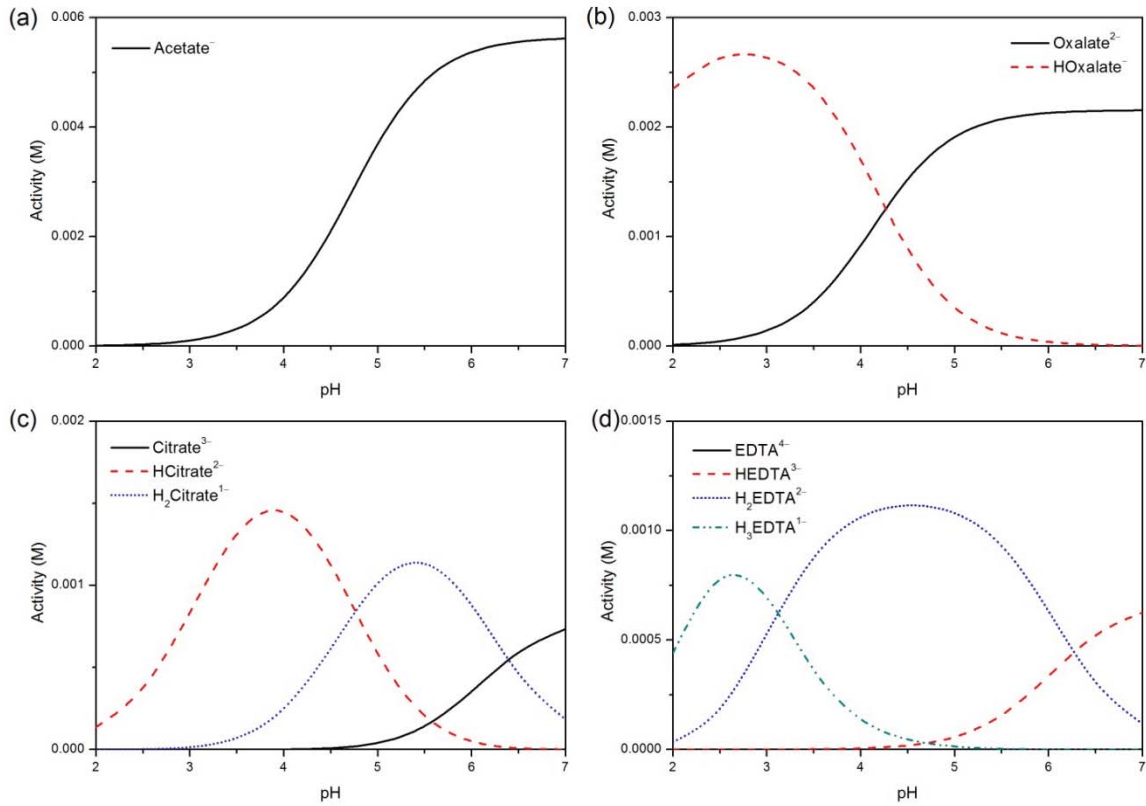 (a)
0.006
0.004
0.002
0.000
Activity (M)
Acetate⁻
2 3 4 5 6 7
pH
(b)
0.003
0.002
0.001
0.000
Activity (M)
Oxalate²⁻
HOxalate⁻
2 3 4 5 6 7
pH
(c)
0.002
0.001
0.000
Activity (M)
Citrate³⁻
HCitrate²⁻
H₂Citrate¹⁻
2 3 4 5 6 7
pH
(d)
0.0015
0.0010
0.0005
0.0000
Activity (M)
EDTA⁴⁻
HEDTA³⁻
H₂EDTA²⁻
H₃EDTA¹⁻
2 3 4 5 6 7
pH